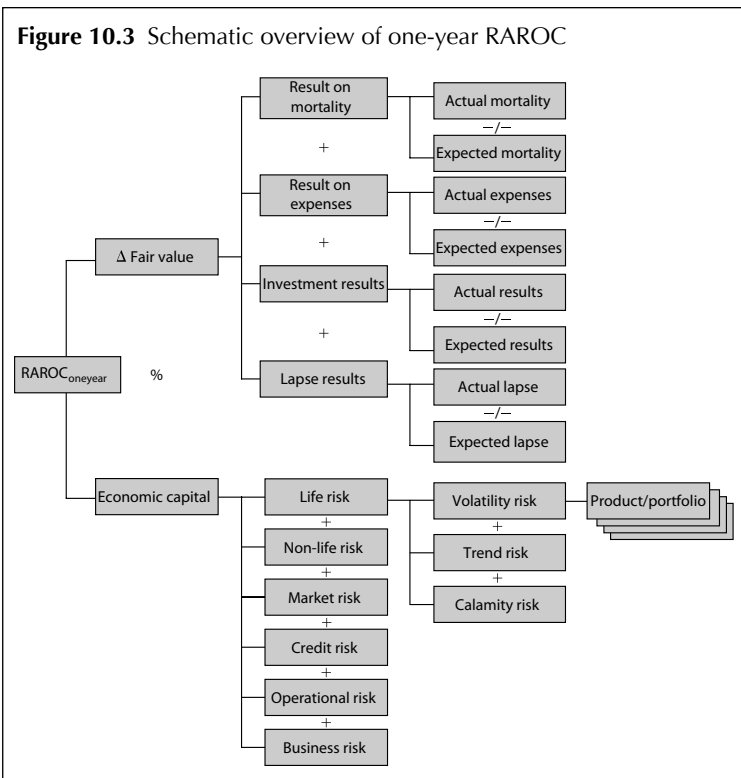 Figure 10.3 Schematic overview of one-year RAROC
Result on
mortality
Actual mortality
−/−
Expected mortality
+
Result on
expenses
Actual expenses
−/−
Expected expenses
+
Δ Fair value
Investment results
Actual results
−/−
Expected results
+
Lapse results
Actual lapse
−/−
Expected lapse
RAROConeyear
%
Economic capital
Life risk
Volatility risk
Product/portfolio
+
+
Non-life risk
Trend risk
+
+
Market risk
Calamity risk
+
Credit risk
+
Operational risk
+
Business risk